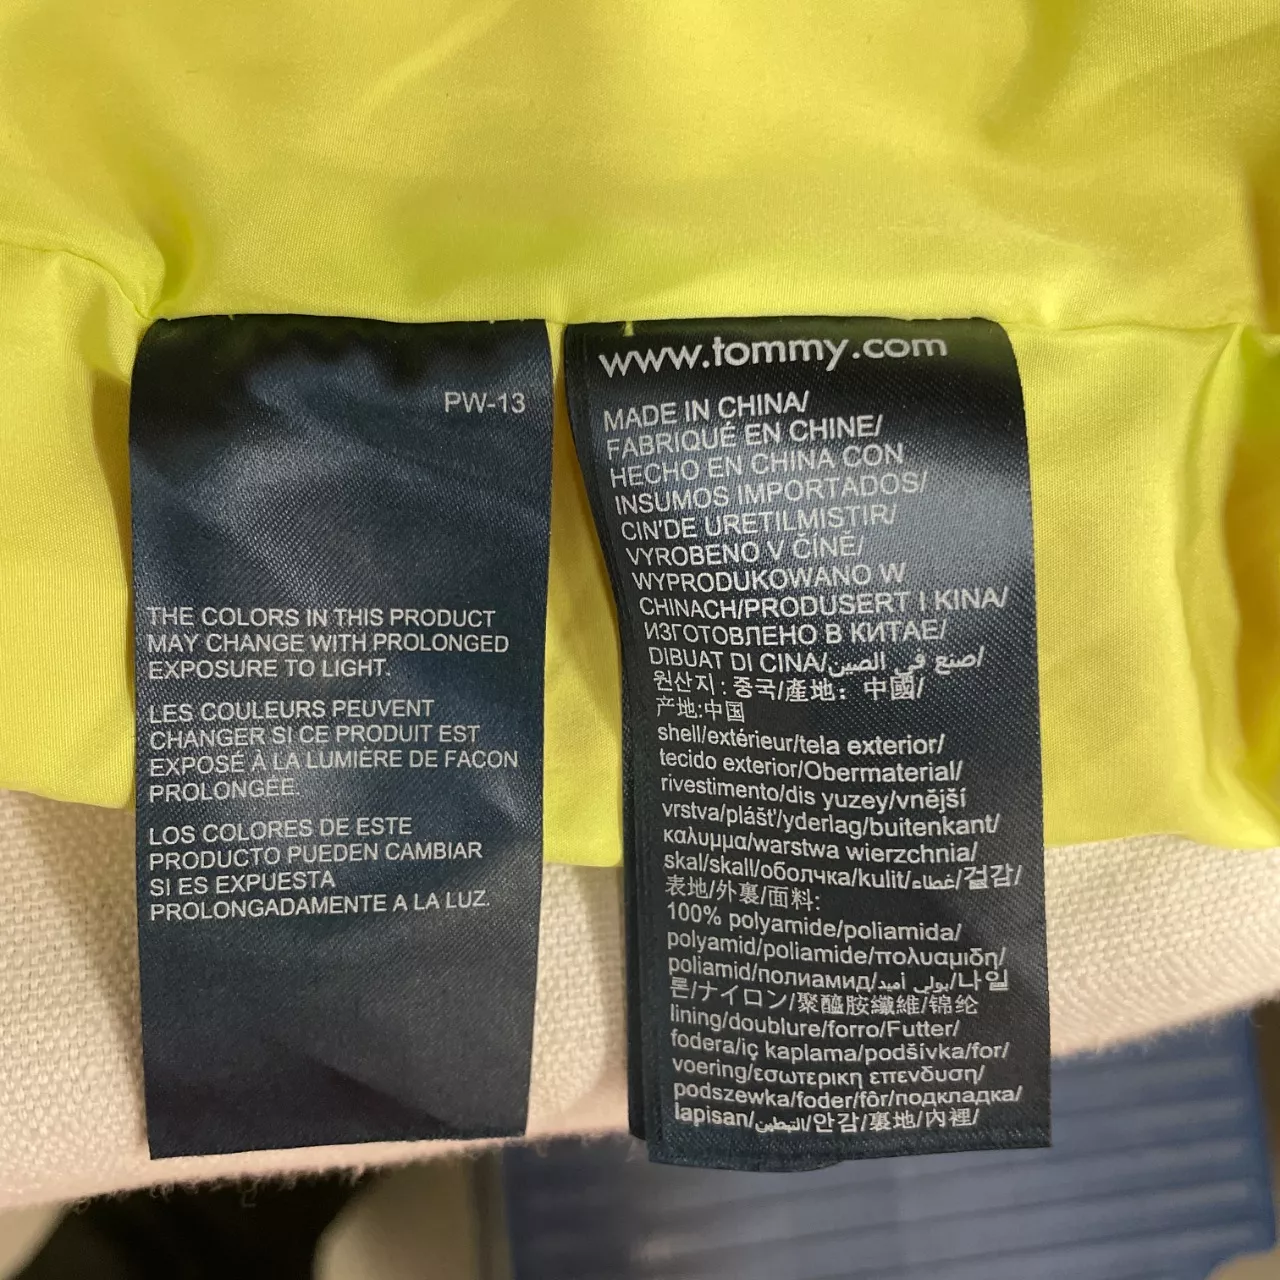 PW-13
THE COLORS IN THIS PRODUCT
MAY CHANGE WITH PROLONGED
EXPOSURE TO LIGHT.
LES COULEURS PEUVENT
CHANGER SI CE PRODUIT EST
EXPOSÉ À LA LUMIÈRE DE FACON
PROLONGÉE.
LOS COLORES DE ESTE
PRODUCTO PUEDEN CAMBIAR
SI ES EXPUESTA
PROLONGADAMENTE A LA LUZ.
www.tommy.com
MADE IN CHINA/
FABRIQUÉ EN CHINE/
HECHO EN CHINA CON
INSUMOS IMPORTADOS/
CIN'DE URETILMISTIR/
VYROBENO V ČÍNĚ/
WYPRODUKOWANO W
CHINACH/PRODUSERT I KINA/
ИЗГОТОВЛЕНО В КИТАЕ/
DIBUAT DI CINA/صنع في الصين/
원산지 : 중국/產地： 中國/
产地:中国
shell/extérieur/tela exterior/
tecido exterior/Obermaterial/
rivestimento/dis yuzey/vnější
vrstva/plášť/yderlag/buitenkant/
καλυμμα/warstwa wierzchnia/
skal/skall/оболчка/kulit/غطاء/겉감/
表地/外裏/面料:
100% polyamide/poliamida/
polyamid/poliamide/πολυαμιδη/
poliamid/полиамид/بولي أميد/나일
론/ナイロン/聚醯胺纖維/锦纶
lining/doublure/forro/Futter/
fodera/iç kaplama/podšívka/for/
voering/εσωτερικη επενδυση/
podszewka/foder/fôr/подкладка/
lapisan/التبطين/안감/裏地/內裡/